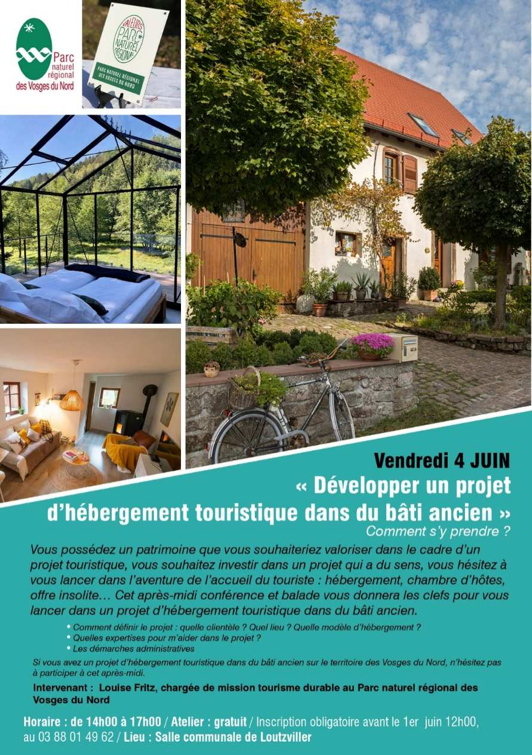 Parc
naturel
régional
des Vosges du Nord
VALEURS
PARC
NATUREL
RÉGIONAL
PARC NATUREL RÉGIONAL
DES VOSGES DU NORD
Vendredi 4 JUIN
« Développer un projet
d'hébergement touristique dans du bâti ancien »
Comment s'y prendre ?
Vous possédez un patrimoine que vous souhaiteriez valoriser dans le cadre d'un
projet touristique, vous souhaitez investir dans un projet qui a du sens, vous hésitez à
vous lancer dans l'aventure de l'accueil du touriste : hébergement, chambre d'hôtes,
offre insolite… Cet après-midi conférence et balade vous donnera les clefs pour vous
lancer dans un projet d'hébergement touristique dans du bâti ancien.
• Comment définir le projet : quelle clientèle ? Quel lieu ? Quelle modèle d'hébergement ?
• Quelles expertises pour m'aider dans le projet ?
• Les démarches administratives
Si vous avez un projet d'hébergement touristique dans du bâti ancien sur le territoire des Vosges du Nord, n'hésitez pas
à participer à cet après-midi.
Intervenant : Louise Fritz, chargée de mission tourisme durable au Parc naturel régional des
Vosges du Nord
Horaire : de 14h00 à 17h00 / Atelier : gratuit / Inscription obligatoire avant le 1er juin 12h00,
au 03 88 01 49 62 / Lieu : Salle communale de Loutzviller